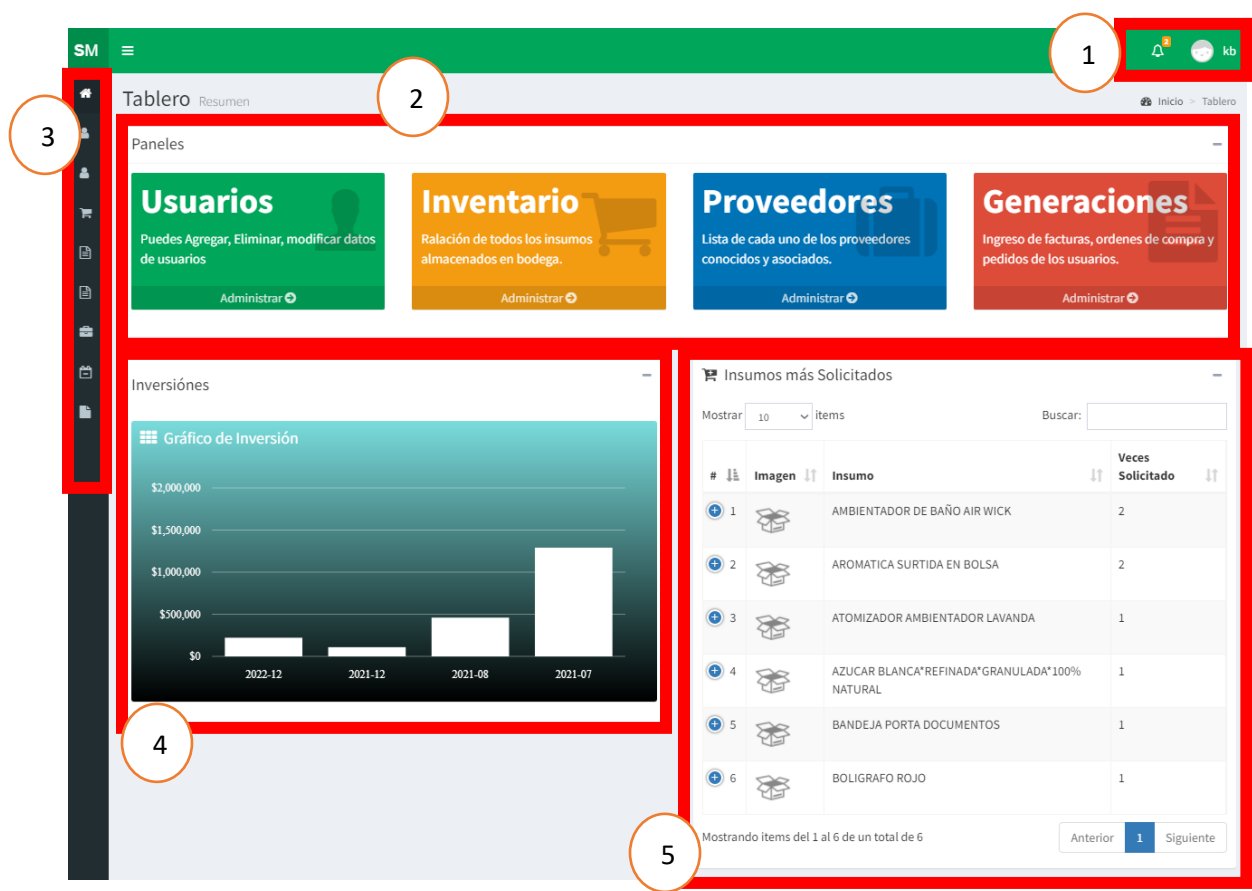 1
SM
2
kb
Tablero Resumen
2
Inicio > Tablero
3
Paneles
Usuarios
Puedes Agregar, Eliminar, modificar datos
de usuarios
Administrar
Inventario
Ralación de todos los insumos
almacenados en bodega.
Administrar
Proveedores
Lista de cada uno de los proveedores
conocidos y asociados.
Administrar
Generaciones
Ingreso de facturas, ordenes de compra y
pedidos de los usuarios.
Administrar
Inversiónes
Gráfico de Inversión
$2,000,000
$1,500,000
$1,000,000
$500,000
$0
2022-12 2021-12 2021-08 2021-07
4
Insumos más Solicitados
Mostrar 10 items Buscar:
# Imagen Insumo Veces
Solicitado
1 AMBIENTADOR DE BAÑO AIR WICK 2
2 AROMATICA SURTIDA EN BOLSA 2
3 ATOMIZADOR AMBIENTADOR LAVANDA 1
4 AZUCAR BLANCA*REFINADA*GRANULADA*100% 1
NATURAL
5 BANDEJA PORTA DOCUMENTOS 1
6 BOLIGRAFO ROJO 1
Mostrando items del 1 al 6 de un total de 6 Anterior 1 Siguiente
5